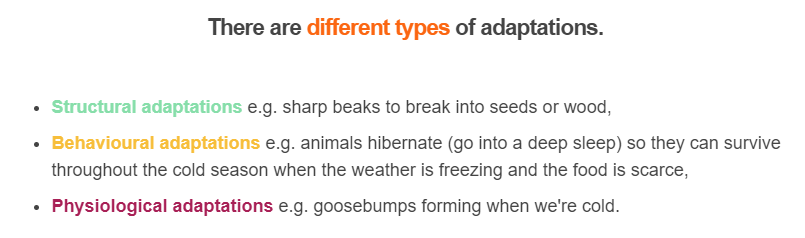 There are different types of adaptations.
• Structural adaptations e.g. sharp beaks to break into seeds or wood,
• Behavioural adaptations e.g. animals hibernate (go into a deep sleep) so they can survive
throughout the cold season when the weather is freezing and the food is scarce,
• Physiological adaptations e.g. goosebumps forming when we're cold.